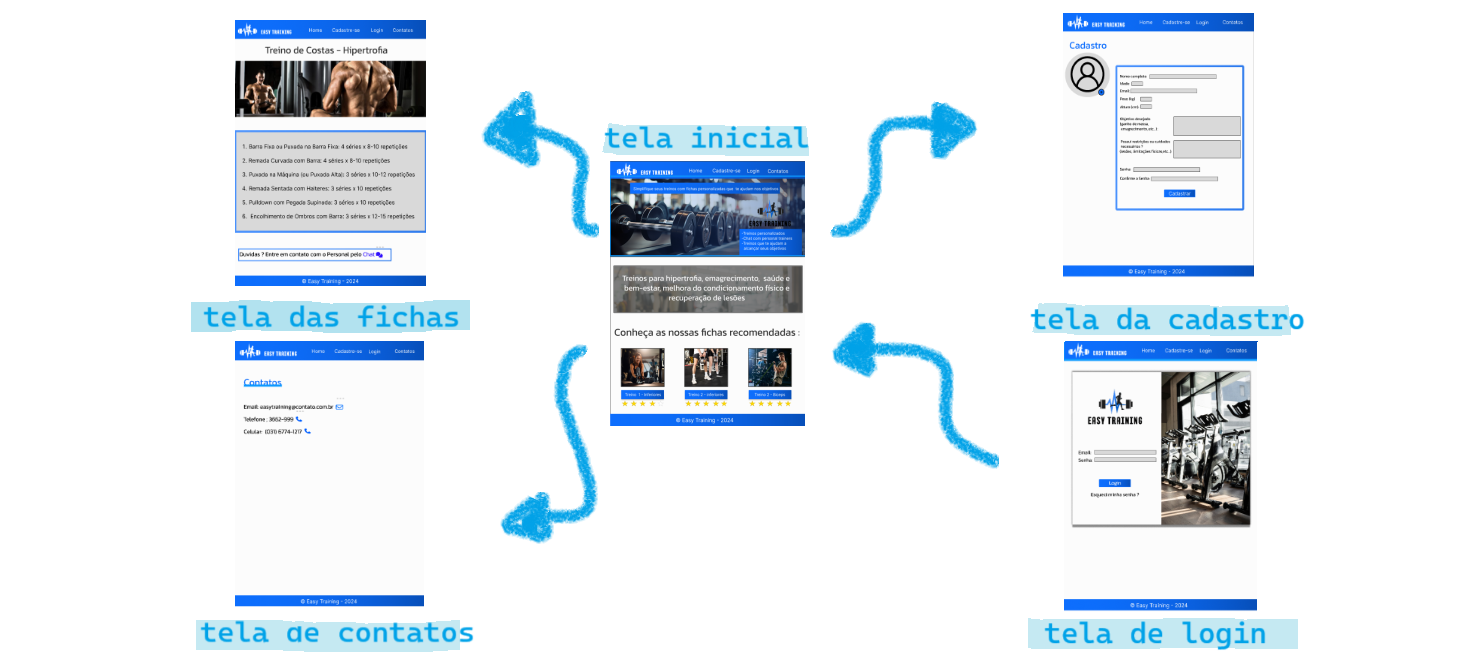 EASY TRAINING Home Cadastre-se Login Contatos
Treino de Costas - Hipertrofia
1. Barra Fixa ou Puxada na Barra Fixa: 4 séries x 8-10 repetições
2. Remada Curvada com Barra: 4 séries x 8-10 repetições
3. Puxada na Máquina (ou Puxada Alta): 3 séries x 10-12 repetições
4. Remada Sentada com Halteres: 3 séries x 10 repetições
5. Pulldown com Pegada Supinada: 3 séries x 10 repetições
6. Encolhimento de Ombros com Barra: 3 séries x 12-15 repetições
Duvidas ? Entre em contato com o Personal pelo Chat
© Easy Training - 2024
tela das fichas
EASY TRAINING Home Cadastre-se Login Contatos
Contatos
Email: easytraining@contato.com.br
Telefone : 3662-999
Celular: (031) 6774-1217
© Easy Training - 2024
tela de contatos
tela inicial
EASY TRAINING Home Cadastre-se Login Contatos
Simplifique seus treinos com fichas personalizadas que te ajudam nos objetivos
EASY TRAINING
-Treinos personalizados
-Chat com personal trainers
-Treinos que te ajudam a
alcançar seus objetivos
Treinos para hipertrofia, emagrecimento, saúde e
bem-estar, melhora do condicionamento físico e
recuperação de lesões
Conheça as nossas fichas recomendadas :
Treino 1 - Inferiores
Treino 2 - Inferiores
Treino 2 - Biceps
© Easy Training - 2024
EASY TRAINING Home Cadastre-se Login Contatos
Cadastro
Nome completo:
Idade:
Email:
Peso (kg):
Altura (cm):
Objetivo desejado
(ganho de massa,
emagrecimento, etc. ):
Possui restrições ou cuidados
necessários ?
(lesões, limitações físicas, etc. ):
Senha:
Confirme a senha:
Cadastrar
© Easy Training - 2024
tela da cadastro
EASY TRAINING Home Cadastre-se Login Contatos
EASY TRAINING
Email:
Senha:
Login
Esqueci minha senha ?
© Easy Training - 2024
tela de login